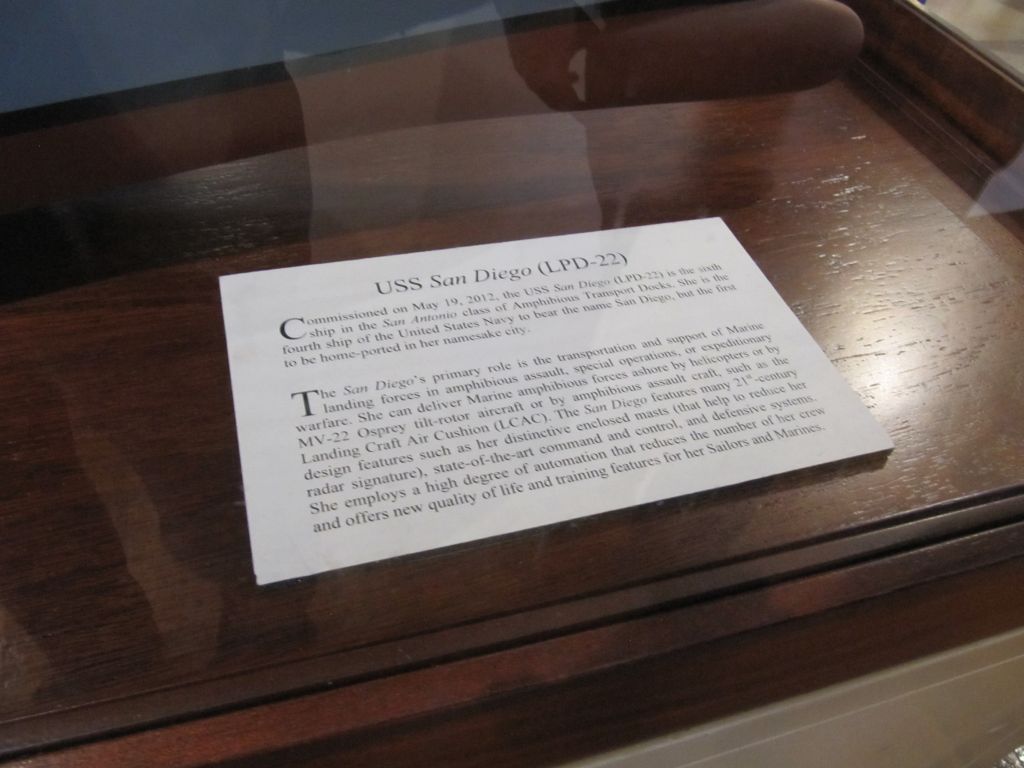 USS San Diego (LPD-22)
Commissioned on May 19, 2012, the USS San Diego (LPD-22) is the sixth
ship in the San Antonio class of Amphibious Transport Docks. She is the
fourth ship of the United States Navy to bear the name San Diego, but the first
to be home-ported in her namesake city.
The San Diego's primary role is the transportation and support of Marine
landing forces in amphibious assault, special operations, or expeditionary
warfare. She can deliver Marine amphibious forces ashore by helicopters or by
MV-22 Osprey tilt-rotor aircraft or by amphibious assault craft, such as the
Landing Craft Air Cushion (LCAC). The San Diego features many 21st-century
design features such as her distinctive enclosed masts (that help to reduce her
radar signature), state-of-the-art command and control, and defensive systems.
She employs a high degree of automation that reduces the number of her crew
and offers new quality of life and training features for her Sailors and Marines.